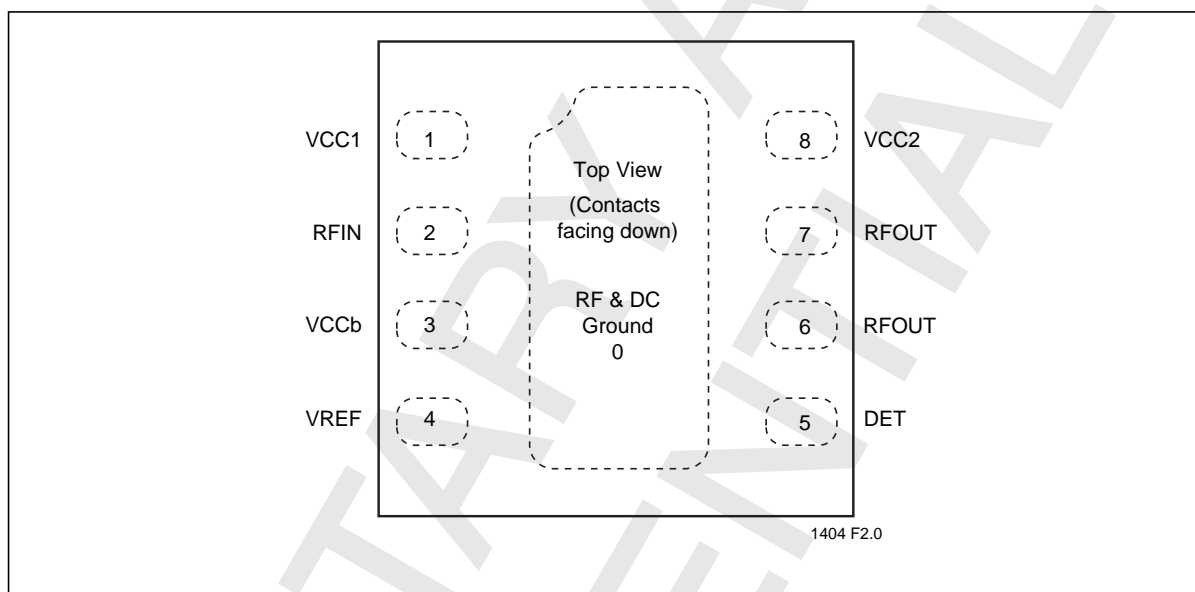 VCC1 1 8 VCC2
Top View
(Contacts
facing down)
RFIN 2 7 RFOUT
RF & DC
Ground
0
VCCb 3 6 RFOUT
VREF 4 5 DET
1404 F2.0